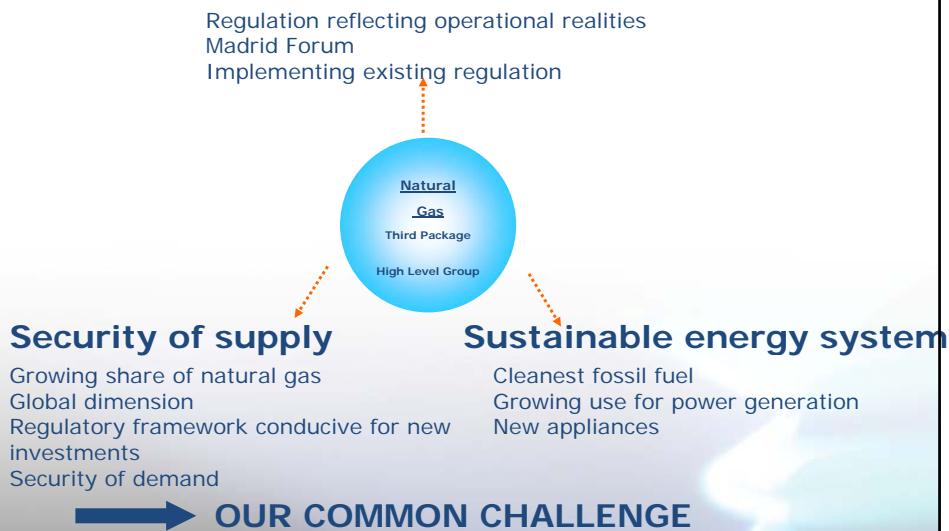 Regulation reflecting operational realities
Madrid Forum
Implementing existing regulation
Natural
Gas
Third Package
High Level Group
Security of supply
Growing share of natural gas
Global dimension
Regulatory framework conducive for new
investments
Security of demand
Sustainable energy system
Cleanest fossil fuel
Growing use for power generation
New appliances
OUR COMMON CHALLENGE